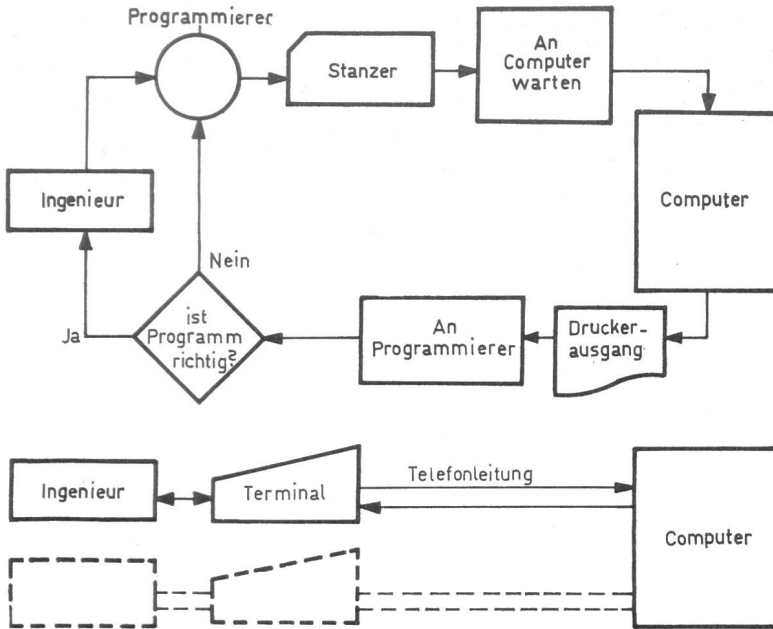 Programmierer
Stanzer
An
Computer
warten
Ingenieur
Computer
Nein
Ja
ist
Programm
richtig?
An
Programmierer
Drucker-
ausgang
Ingenieur
Terminal
Telefonleitung
Computer